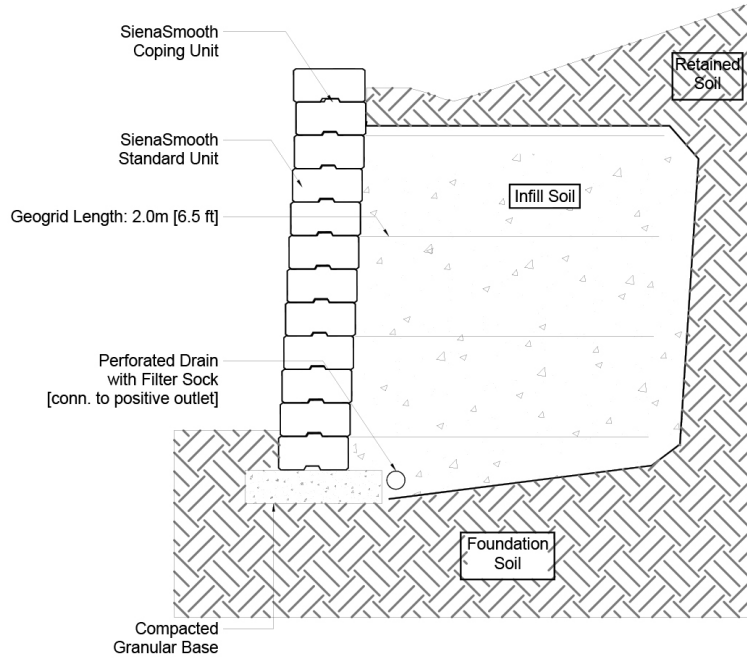 SienaSmooth
Coping Unit
Retained
Soil
SienaSmooth
Standard Unit
Infill Soil
Geogrid Length: 2.0m [6.5 ft]
Perforated Drain
with Filter Sock
[conn. to positive outlet]
Foundation
Soil
Compacted
Granular Base